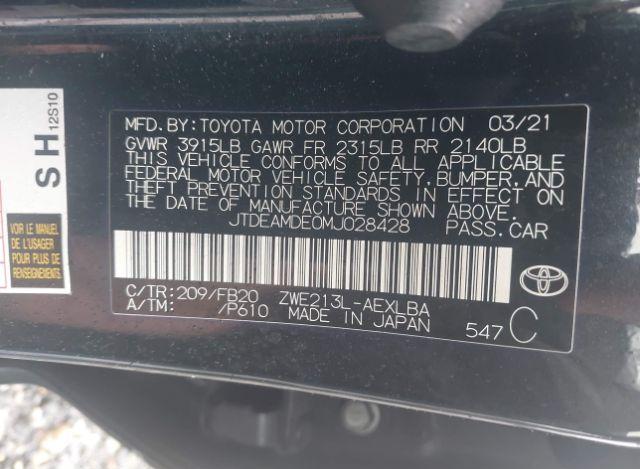 MFD.BY:TOYOTA MOTOR CORPORATION 03/21
GVWR 3915LB GAWR FR 2315LB RR 2140LB
THIS VEHICLE CONFORMS TO ALL APPLICABLE
FEDERAL MOTOR VEHICLE SAFETY,BUMPER,AND
THEFT PREVENTION STANDARDS IN EFFECT ON
THE DATE OF MANUFACTURE SHOWN ABOVE.
JTDEAMDE0MJ028428 PASS.CAR
C/TR:209/FB20 ZWE213L-AEXLBA
A/TM: /P610 MADE IN JAPAN 547 C
TOYOTA
S H 12S10
VOIR LE MANUEL
DE L'USAGER
POUR PLUS DE
RENSEIGNEMENTS